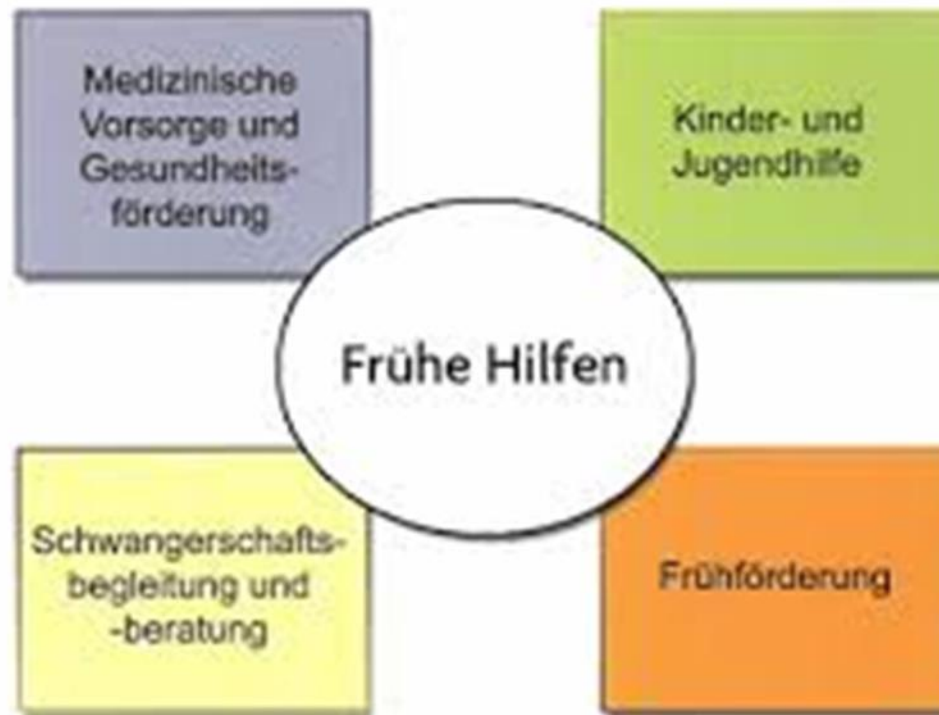 Medizinische
Vorsorge und
Gesundheits-
förderung
Kinder- und
Jugendhilfe
Frühe Hilfen
Schwangerschafts-
begleitung und
-beratung
Frühförderung